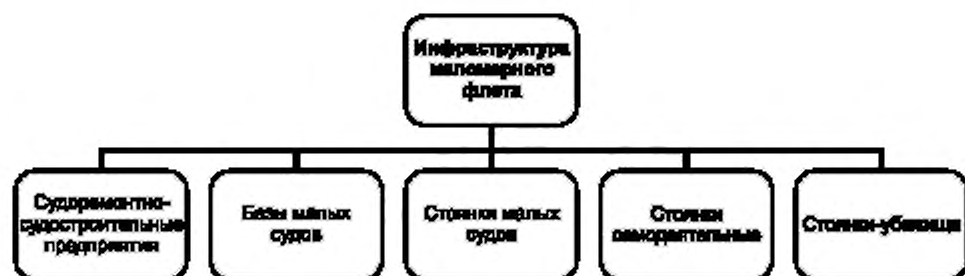 Инфраструктура
маломерного
флота
Судоремонтно-
судостроительные
предприятия
Базы малых
судов
Стоянки малых
судов
Стоянки
самодеятельные
Стоянки-убежища